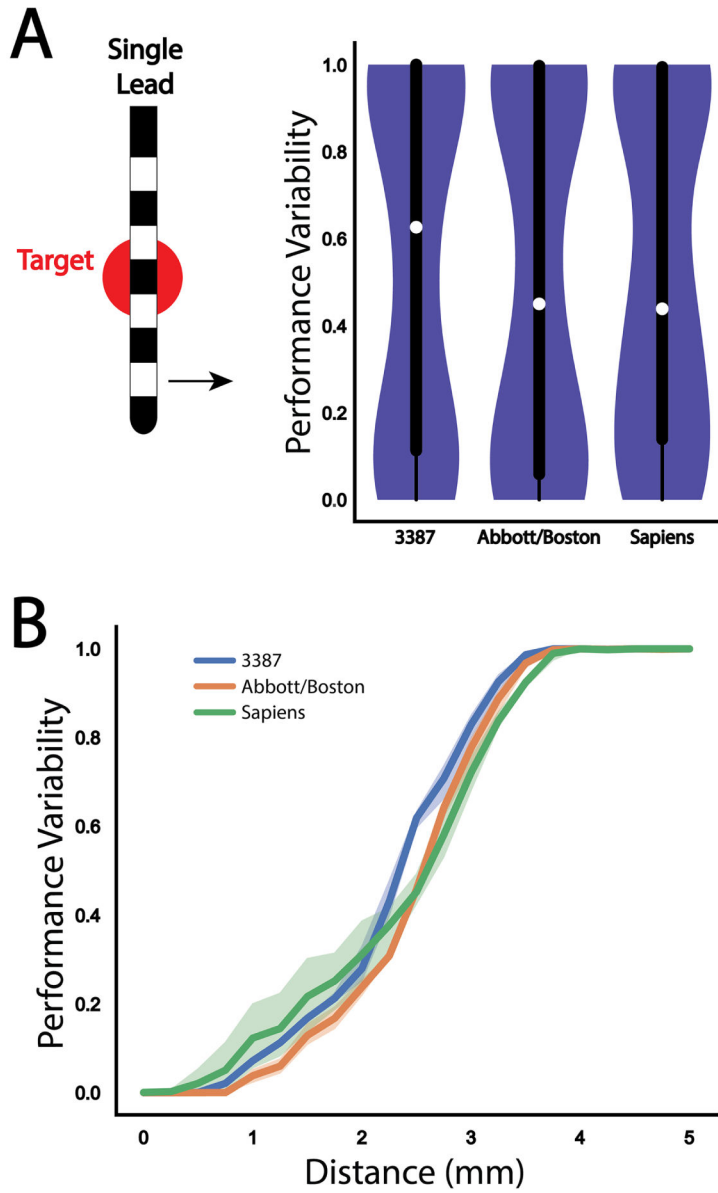 A
Single
Lead
Target
Performance Variability
1.0
0.8
0.6
0.4
0.2
0.0
3387
Abbott/Boston
Sapiens
B
Performance Variability
1.0
0.8
0.6
0.4
0.2
0.0
3387
Abbott/Boston
Sapiens
0
1
2
3
4
5
Distance (mm)